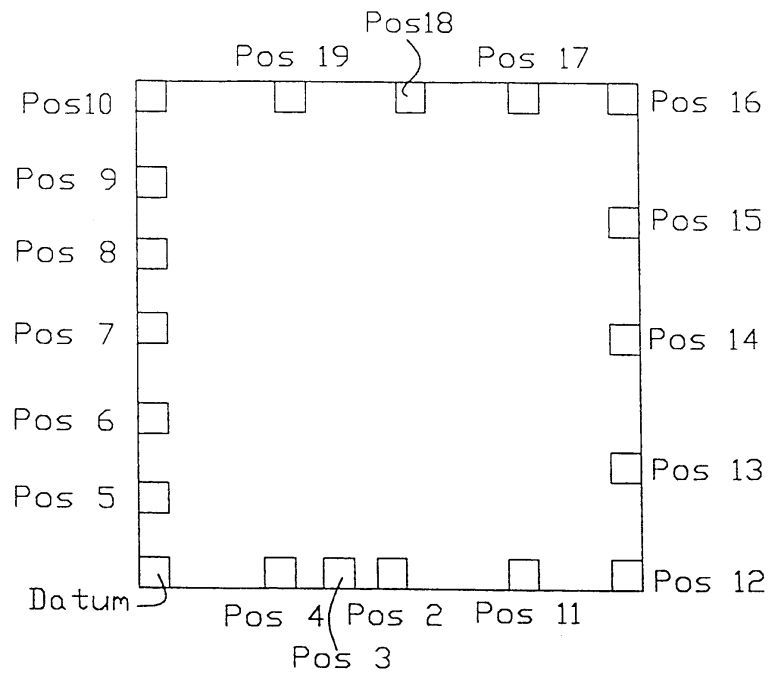 Pos18
Pos 19
Pos 17
Pos10
Pos 16
Pos 9
Pos 15
Pos 8
Pos 7
Pos 14
Pos 6
Pos 13
Pos 5
Datum
Pos 12
Pos 4
Pos 2
Pos 11
Pos 3